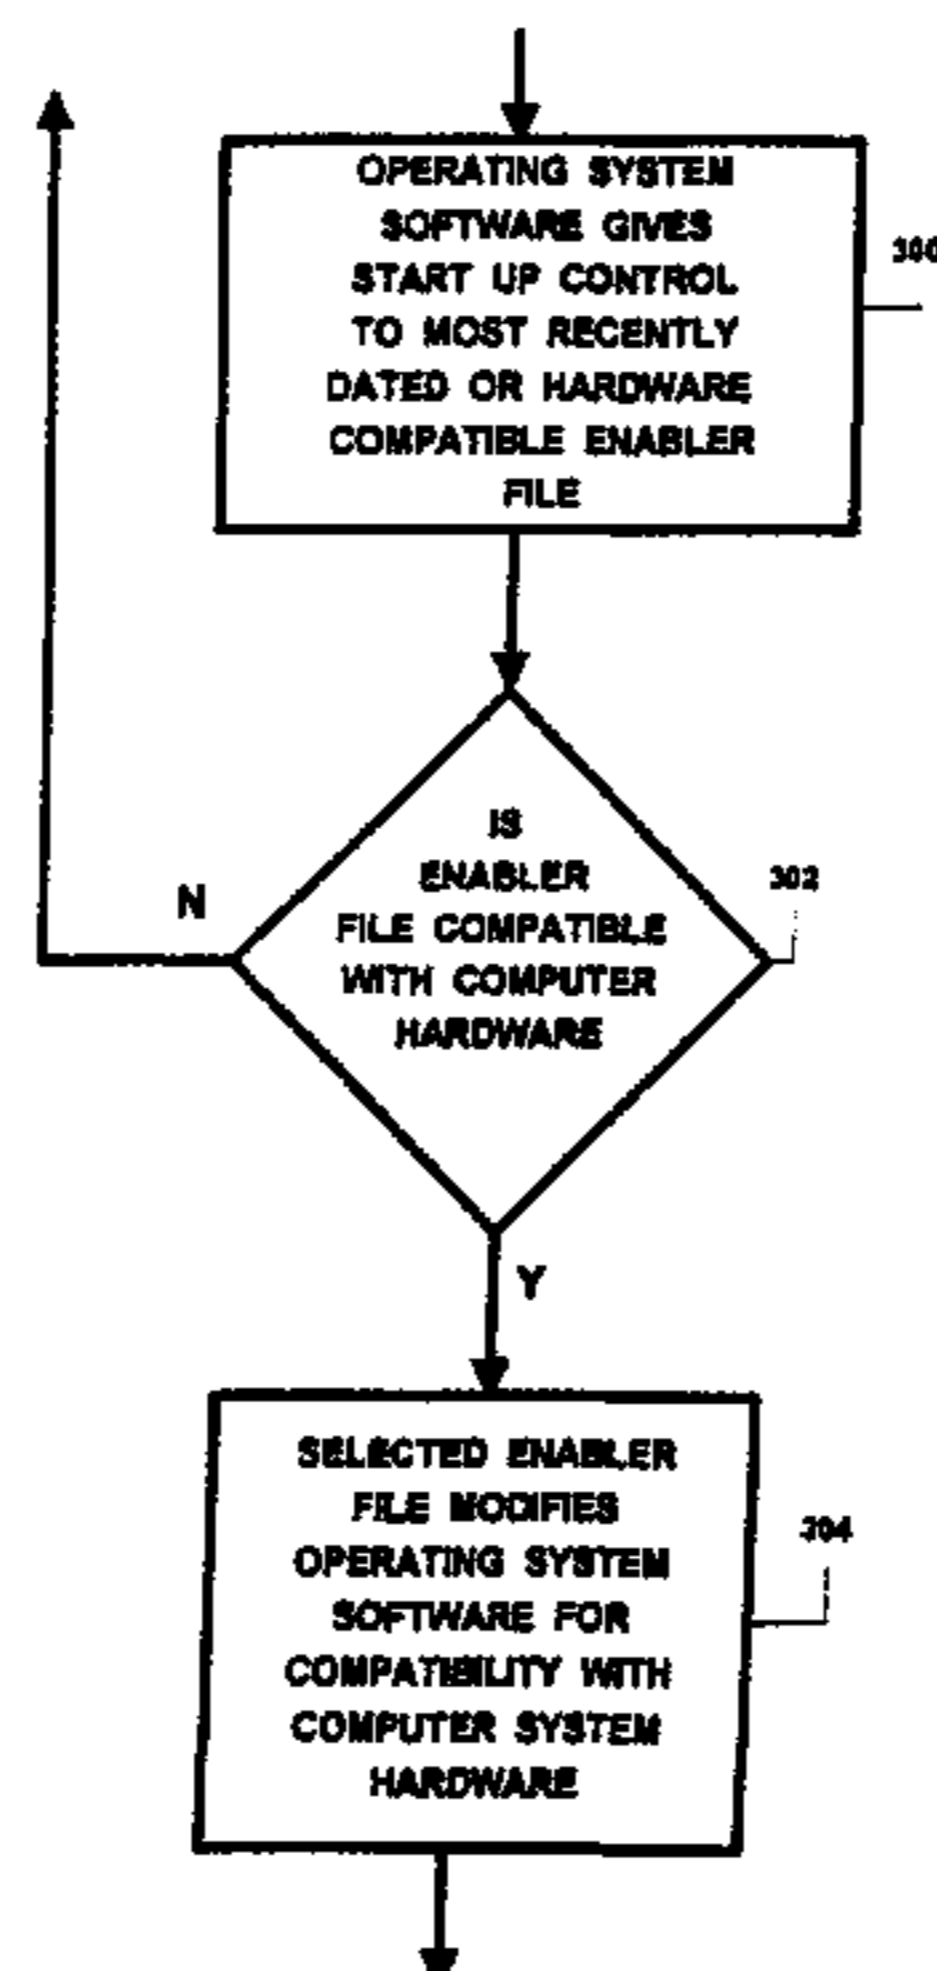 OPERATING SYSTEM
SOFTWARE GIVES
START UP CONTROL
TO MOST RECENTLY
DATED OR HARDWARE
COMPATIBLE ENABLER
FILE
300
IS
ENABLER
FILE COMPATIBLE
WITH COMPUTER
HARDWARE
302
N
Y
SELECTED ENABLER
FILE MODIFIES
OPERATING SYSTEM
SOFTWARE FOR
COMPATIBILITY WITH
COMPUTER SYSTEM
HARDWARE
304